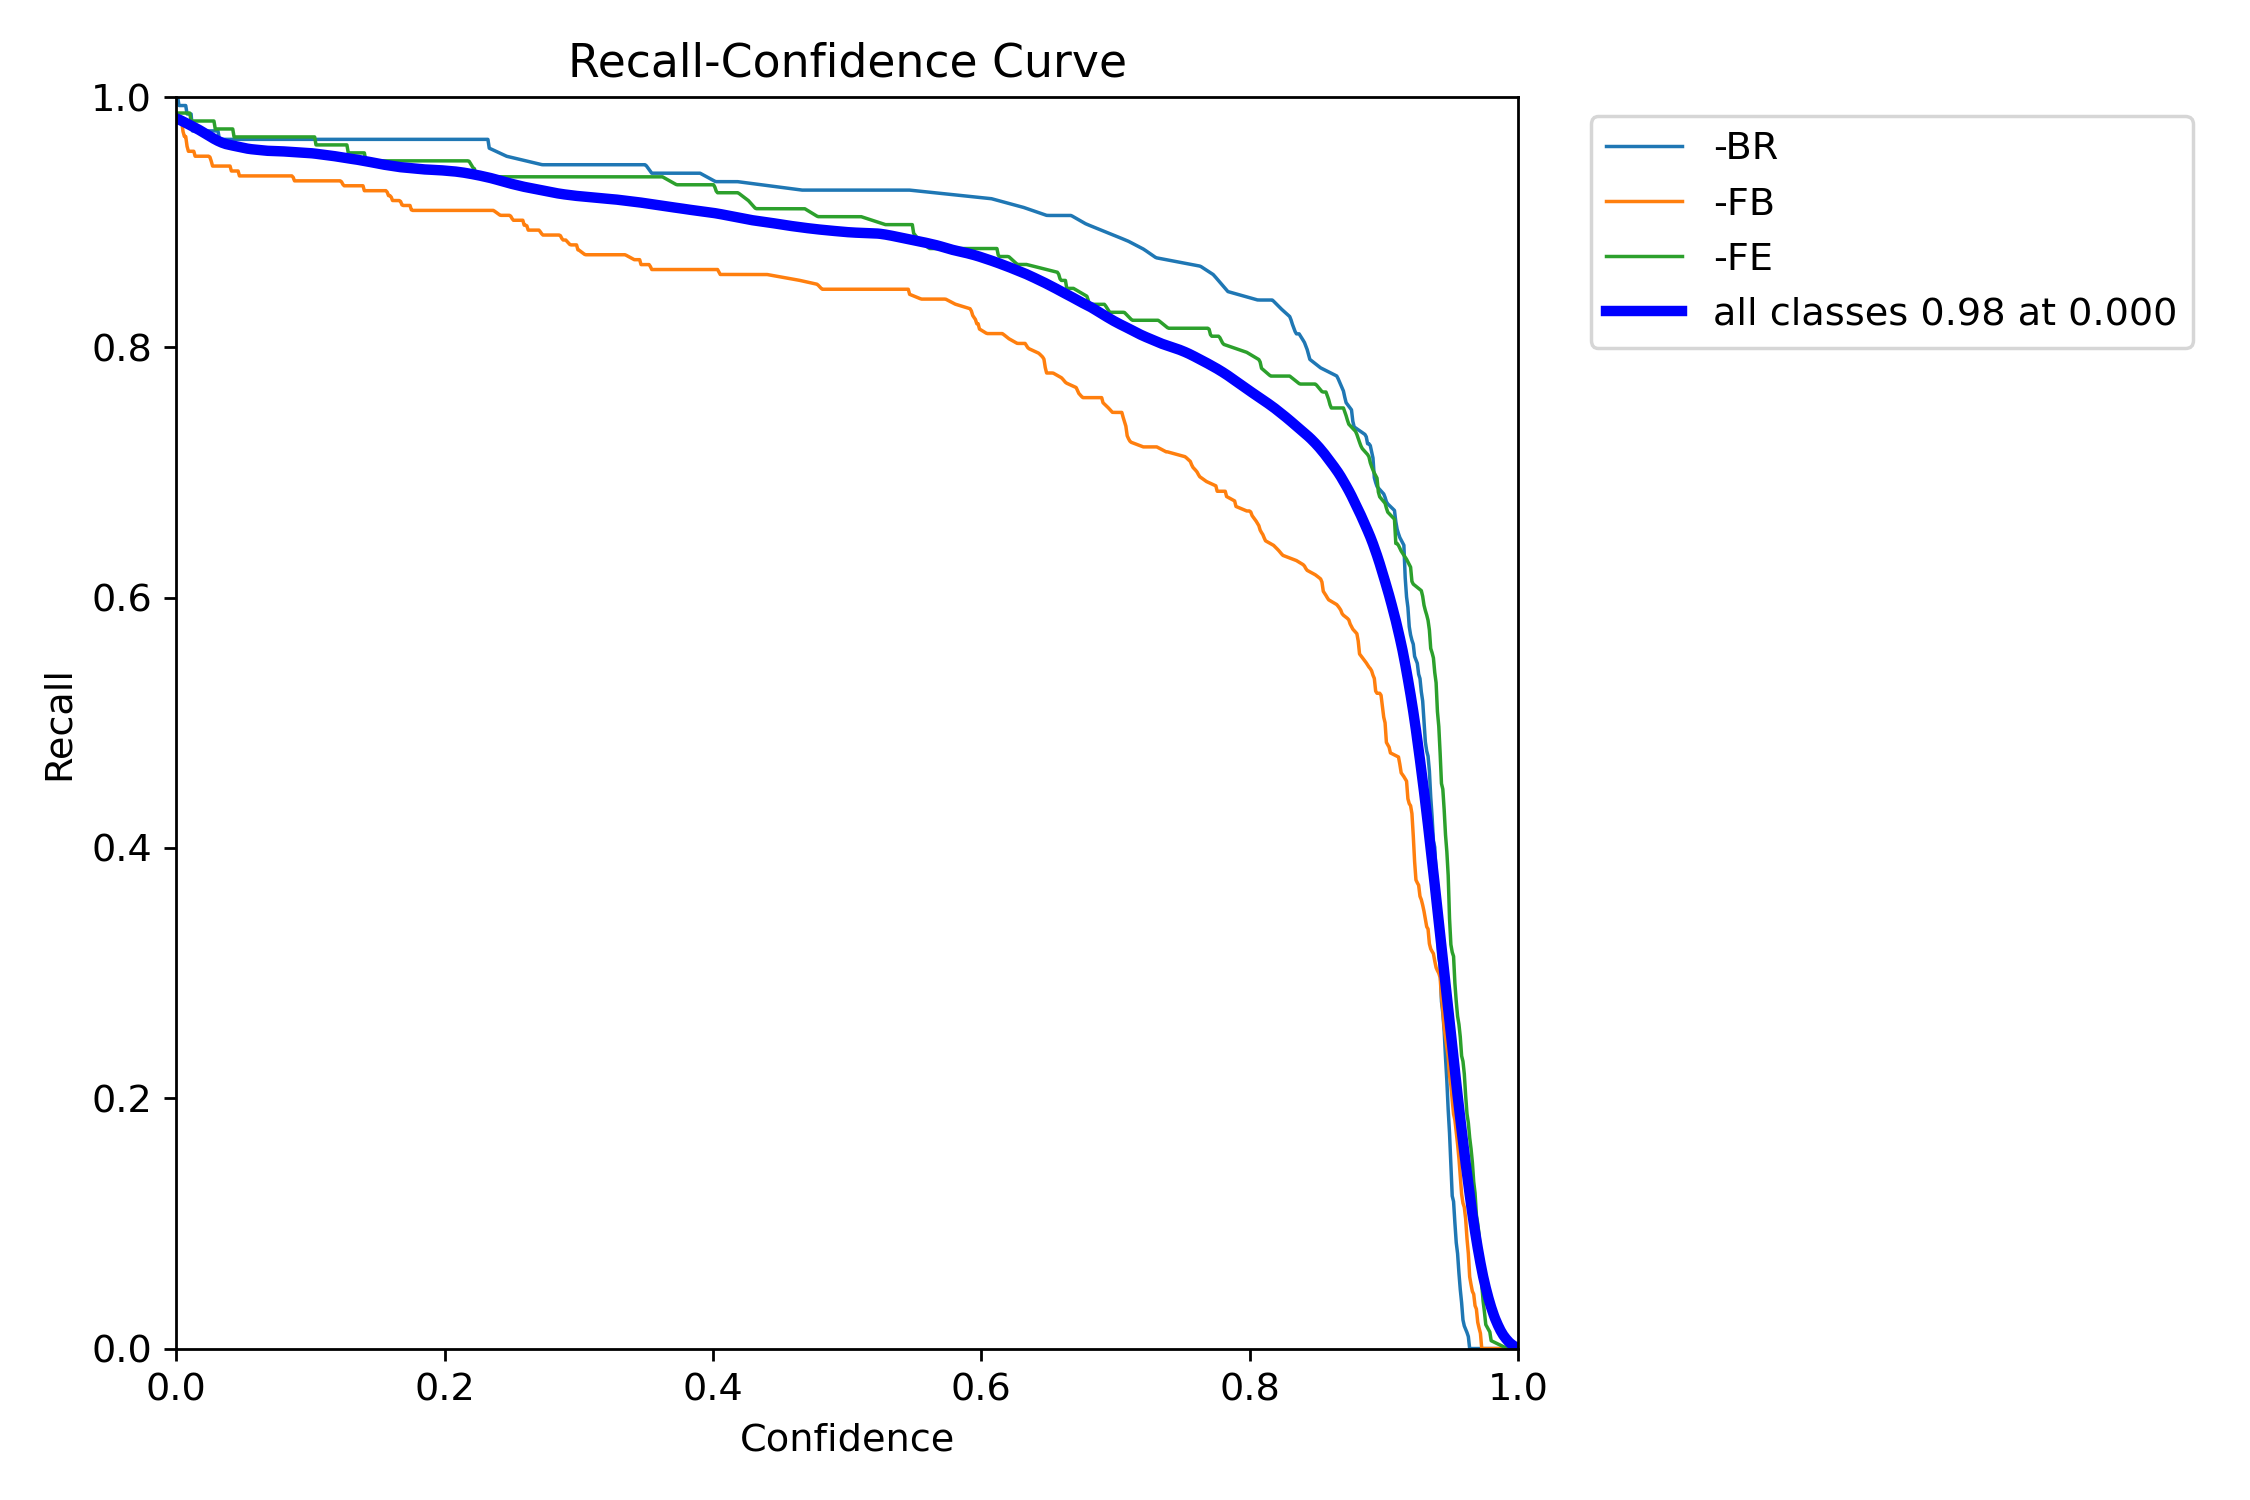 Recall-Confidence Curve
1.0
0.8
0.6
0.4
0.2
0.0
Recall
0.0 0.2 0.4 0.6 0.8 1.0
Confidence
-BR
-FB
-FE
all classes 0.98 at 0.000